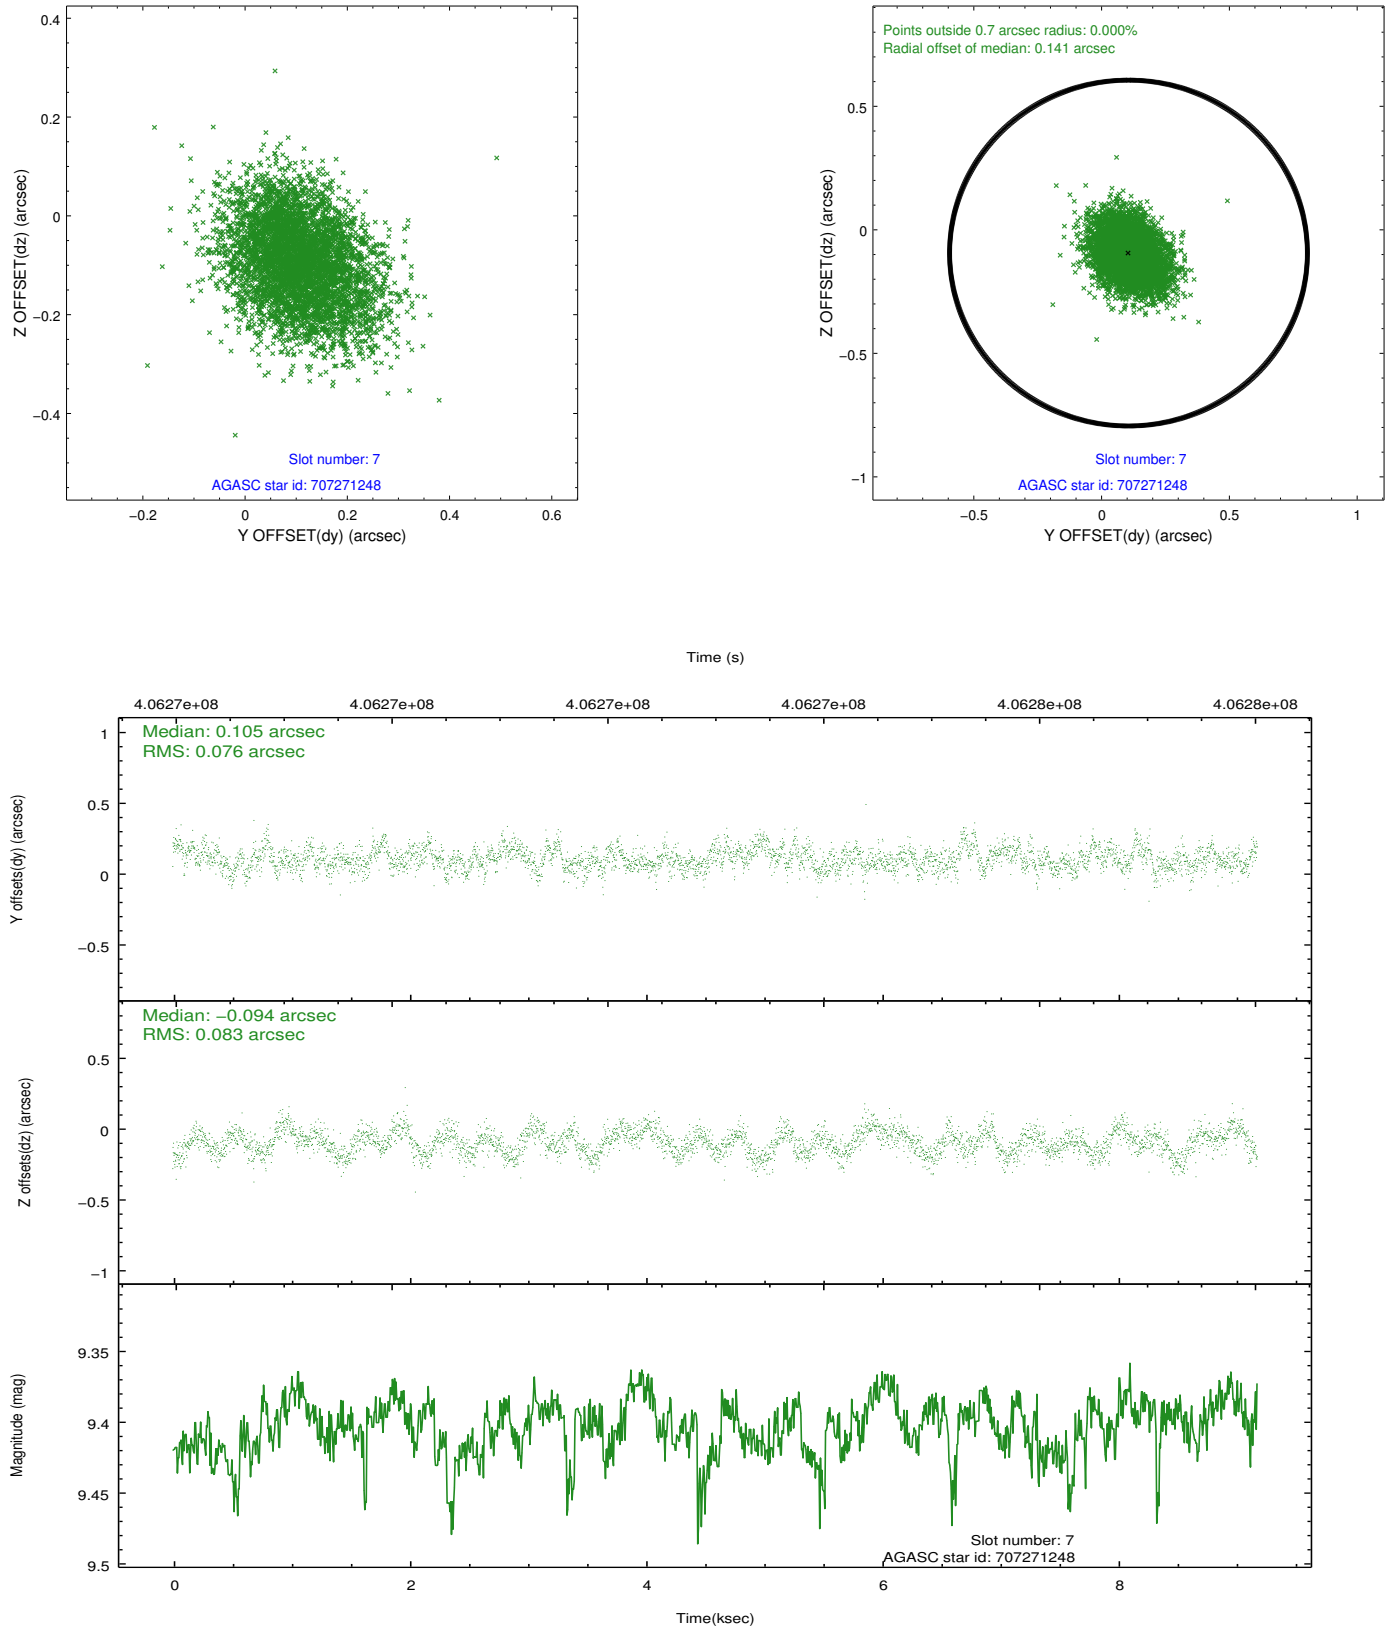 0.4
0.2
0
−0.2
−0.4
Z OFFSET(dz) (arcsec)
Slot number: 7
AGASC star id: 707271248
−0.2 0 0.2 0.4 0.6
Y OFFSET(dy) (arcsec)
Points outside 0.7 arcsec radius: 0.000%
Radial offset of median: 0.141 arcsec
0.5
0
−0.5
−1
Z OFFSET(dz) (arcsec)
Slot number: 7
AGASC star id: 707271248
−0.5 0 0.5 1
Y OFFSET(dy) (arcsec)
Time (s)
4.0627e+08 4.0627e+08 4.0627e+08 4.0627e+08 4.0628e+08 4.0628e+08
Median: 0.105 arcsec
RMS: 0.076 arcsec
1
0.5
0
−0.5
Y offsets(dy) (arcsec)
Median: −0.094 arcsec
RMS: 0.083 arcsec
0.5
0
−0.5
−1
Z offsets(dz) (arcsec)
9.35
9.4
9.45
9.5
Magnitude (mag)
Slot number: 7
AGASC star id: 707271248
0 2 4 6 8
Time(ksec)